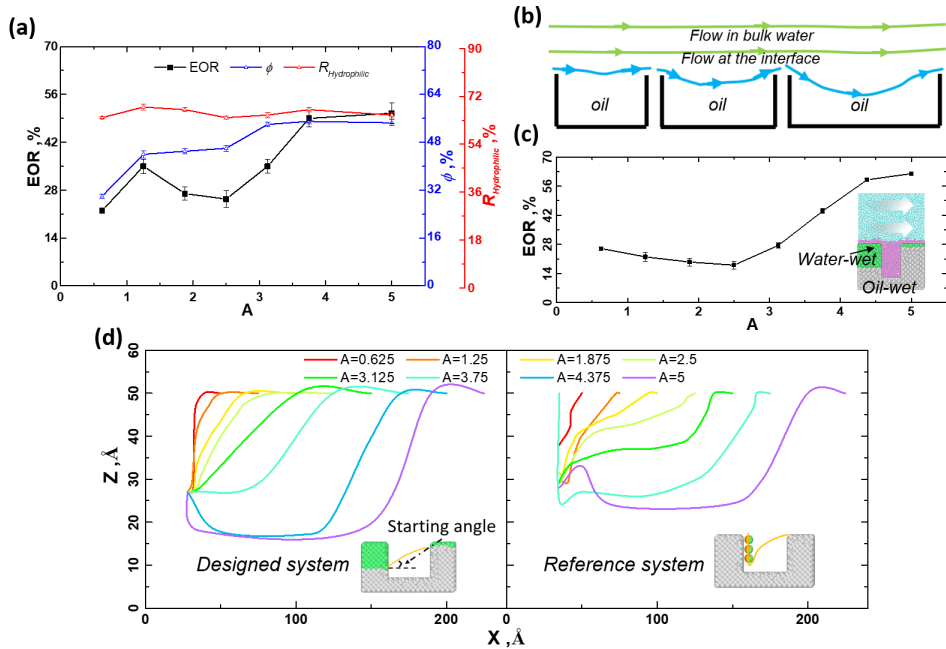 (a)
EOR
ϕ
R_Hydrophilic
70
56
42
28
14
0
EOR ,%
0
1
2
3
4
5
A
80
64
48
32
16
0
ϕ ,%
90
72
54
36
18
0
R_Hydrophilic ,%
(b)
Flow in bulk water
Flow at the interface
oil
oil
oil
(c)
70
56
42
28
14
0
EOR ,%
0
1
2
3
4
5
A
Water-wet
Oil-wet
(d)
A=0.625
A=1.25
A=3.125
A=3.75
A=1.875
A=2.5
A=4.375
A=5
60
50
40
30
20
10
0
Z ,Å
Starting angle
Designed system
Reference system
0
50
100
150
200
0
50
100
150
200
X ,Å